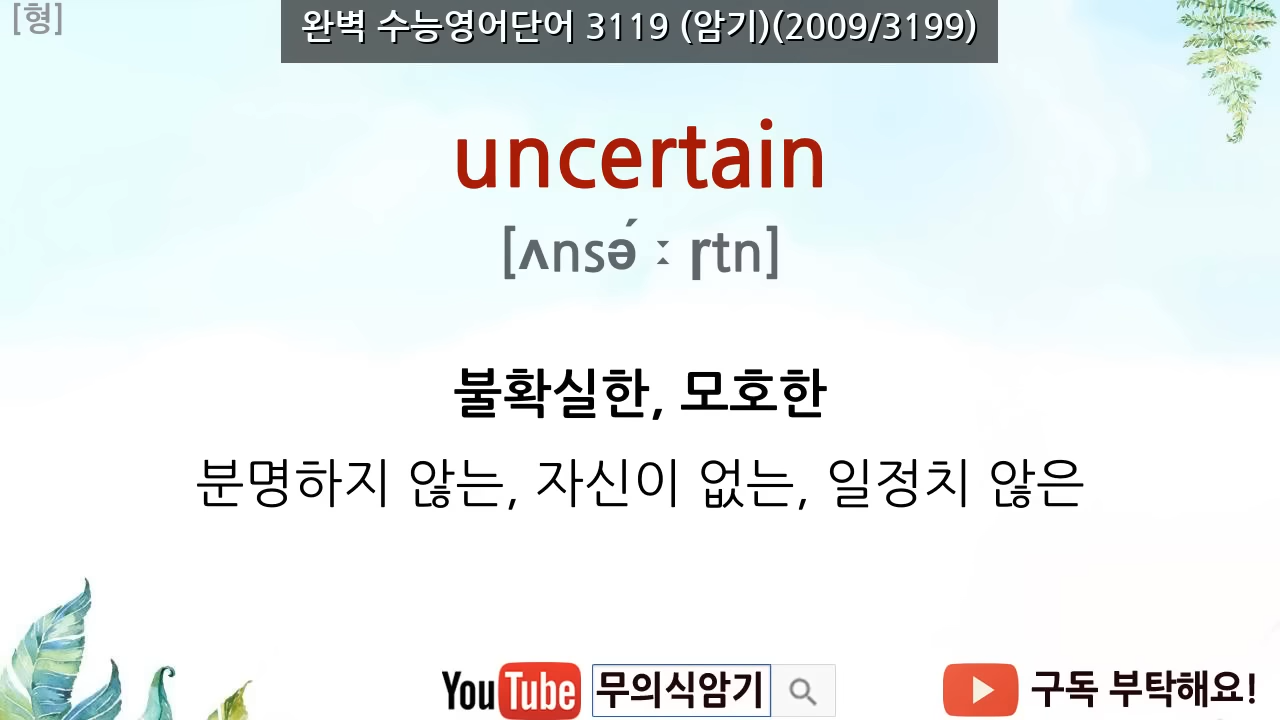 [형]
완벽 수능영어단어 3119 (암기)(2009/3199)
uncertain
[ʌnsə́ːrtn]
불확실한, 모호한
분명하지 않는, 자신이 없는, 일정치 않은
YouTube 무의식암기
구독 부탁해요!